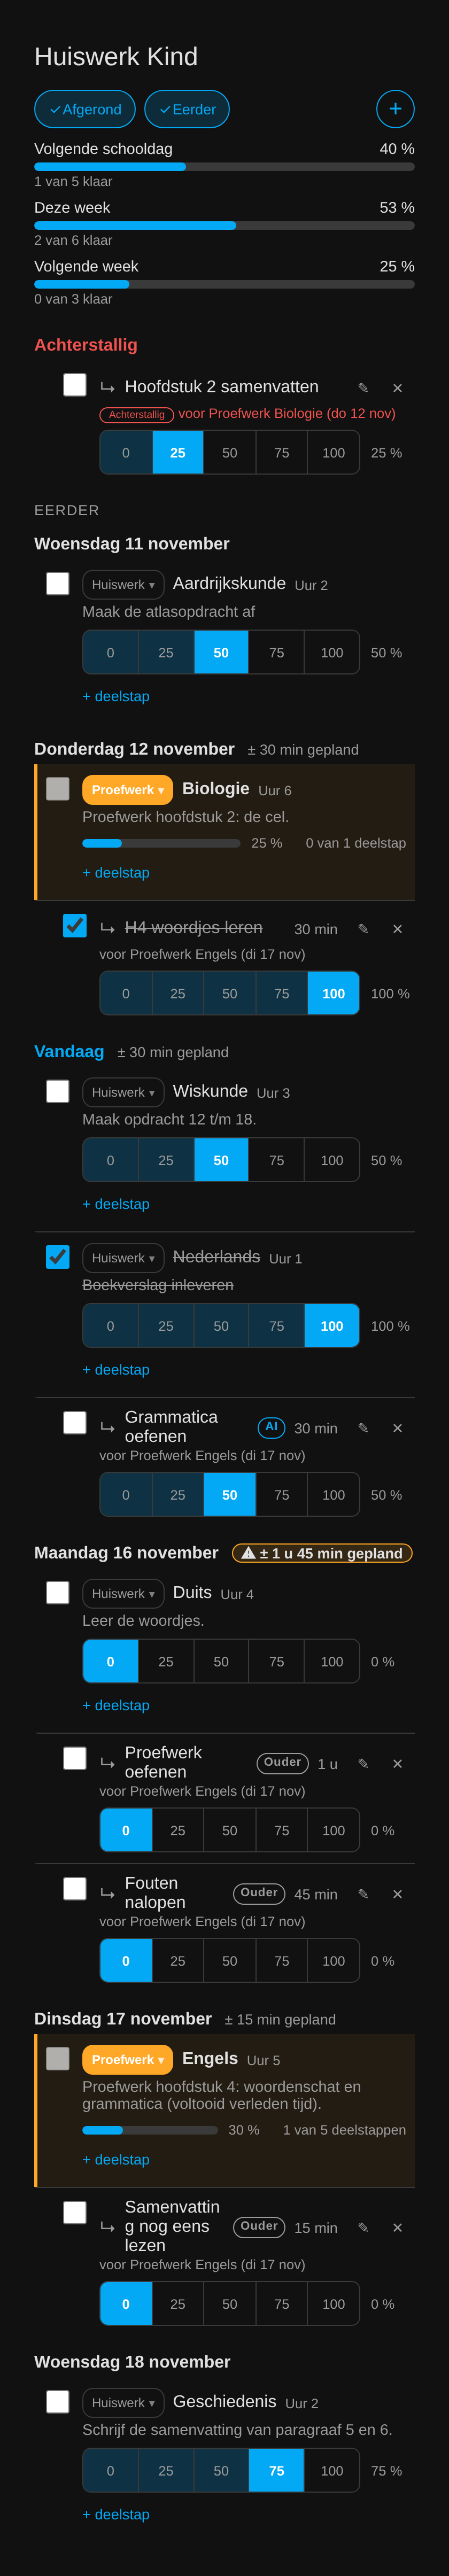 Huiswerk Kind
✓Afgerond ✓Eerder +
Volgende schooldag 40 %
1 van 5 klaar
Deze week 53 %
2 van 6 klaar
Volgende week 25 %
0 van 3 klaar
Achterstallig
↳ Hoofdstuk 2 samenvatten ✎ ✕
Achterstallig voor Proefwerk Biologie (do 12 nov)
0 25 50 75 100 25 %
EERDER
Woensdag 11 november
Huiswerk ▾ Aardrijkskunde Uur 2
Maak de atlasopdracht af
0 25 50 75 100 50 %
+ deelstap
Donderdag 12 november ± 30 min gepland
Proefwerk ▾ Biologie Uur 6
Proefwerk hoofdstuk 2: de cel.
25 % 0 van 1 deelstap
+ deelstap
↳ H4 woordjes leren 30 min ✎ ✕
voor Proefwerk Engels (di 17 nov)
0 25 50 75 100 100 %
Vandaag ± 30 min gepland
Huiswerk ▾ Wiskunde Uur 3
Maak opdracht 12 t/m 18.
0 25 50 75 100 50 %
+ deelstap
Huiswerk ▾ Nederlands Uur 1
Boekverslag inleveren
0 25 50 75 100 100 %
+ deelstap
↳ Grammatica
oefenen AI 30 min ✎ ✕
voor Proefwerk Engels (di 17 nov)
0 25 50 75 100 50 %
Maandag 16 november ⚠ ± 1 u 45 min gepland
Huiswerk ▾ Duits Uur 4
Leer de woordjes.
0 25 50 75 100 0 %
+ deelstap
↳ Proefwerk
oefenen Ouder 1 u ✎ ✕
voor Proefwerk Engels (di 17 nov)
0 25 50 75 100 0 %
↳ Fouten
nalopen Ouder 45 min ✎ ✕
voor Proefwerk Engels (di 17 nov)
0 25 50 75 100 0 %
Dinsdag 17 november ± 15 min gepland
Proefwerk ▾ Engels Uur 5
Proefwerk hoofdstuk 4: woordenschat en
grammatica (voltooid verleden tijd).
30 % 1 van 5 deelstappen
+ deelstap
Samenvattin
↳ g nog eens Ouder 15 min ✎ ✕
lezen
voor Proefwerk Engels (di 17 nov)
0 25 50 75 100 0 %
Woensdag 18 november
Huiswerk ▾ Geschiedenis Uur 2
Schrijf de samenvatting van paragraaf 5 en 6.
0 25 50 75 100 75 %
+ deelstap